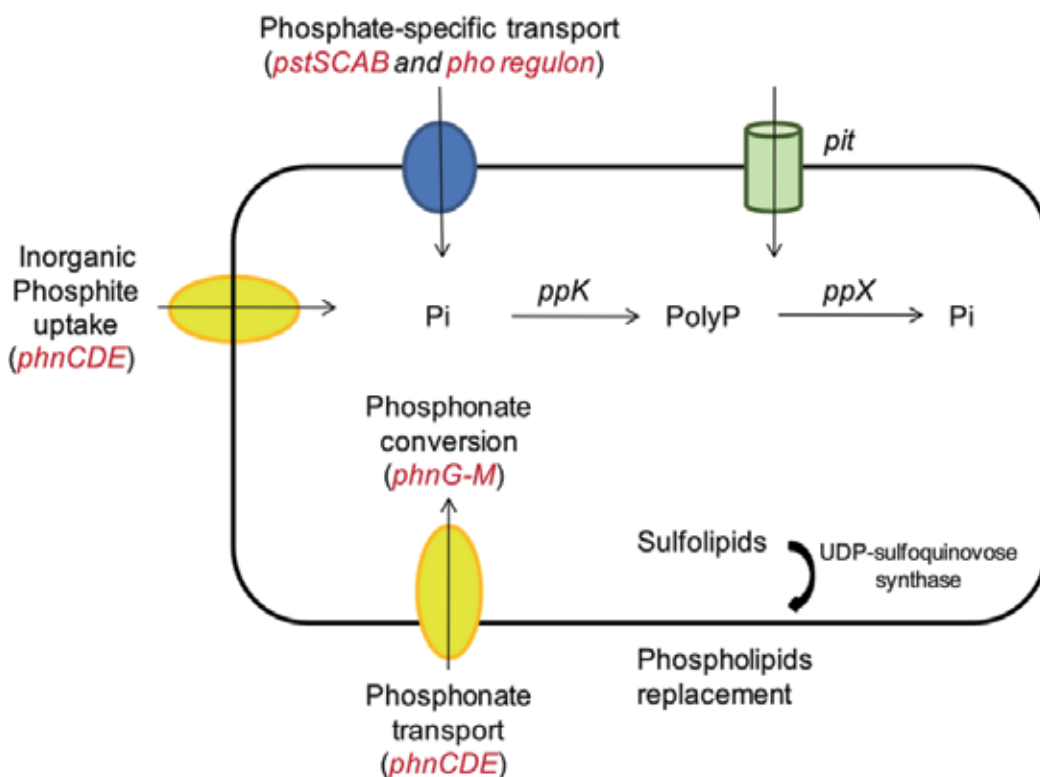 Phosphate-specific transport
(pstSCAB and pho regulon)
pit
Inorganic
Phosphite
uptake
(phnCDE)
Pi
ppK
PolyP
ppX
Pi
Phosphonate
conversion
(phnG-M)
Sulfolipids
UDP-sulfoquinovose
synthase
Phospholipids
replacement
Phosphonate
transport
(phnCDE)